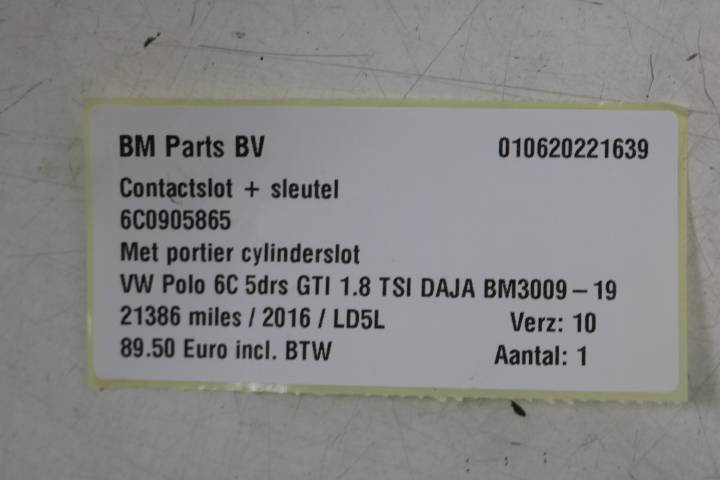 BM Parts BV 010620221639
Contactslot + sleutel
6C0905865
Met portier cylinderslot
VW Polo 6C 5drs GTI 1.8 TSI DAJA BM3009 – 19
21386 miles / 2016 / LD5L Verz: 10
89.50 Euro incl. BTW Aantal: 1